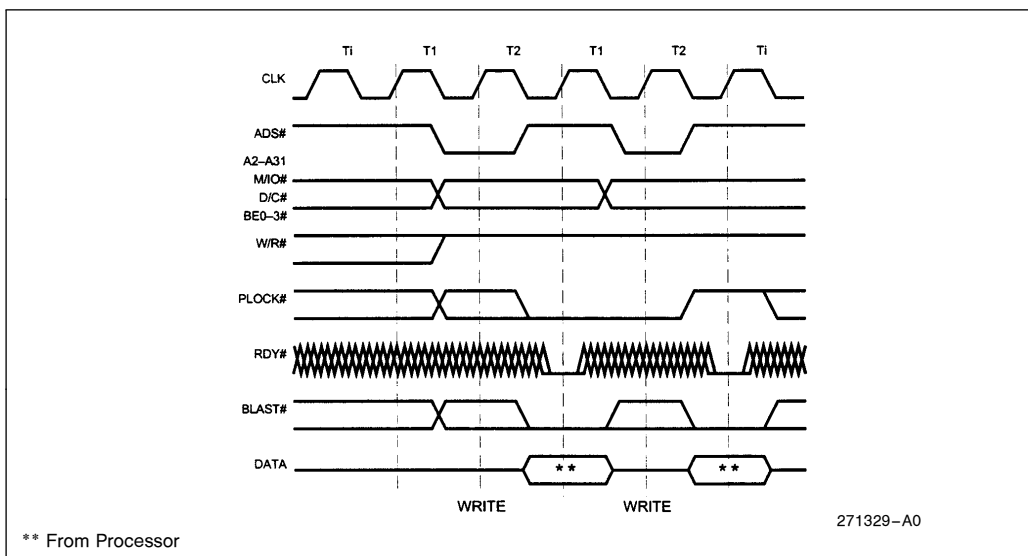 Ti T1 T2 T1 T2 Ti
CLK
ADS#
A2–A31
M/IO#
D/C#
BE0–3#
W/R#
PLOCK#
RDY#
BLAST#
DATA ** **
WRITE WRITE
271329–A0
** From Processor